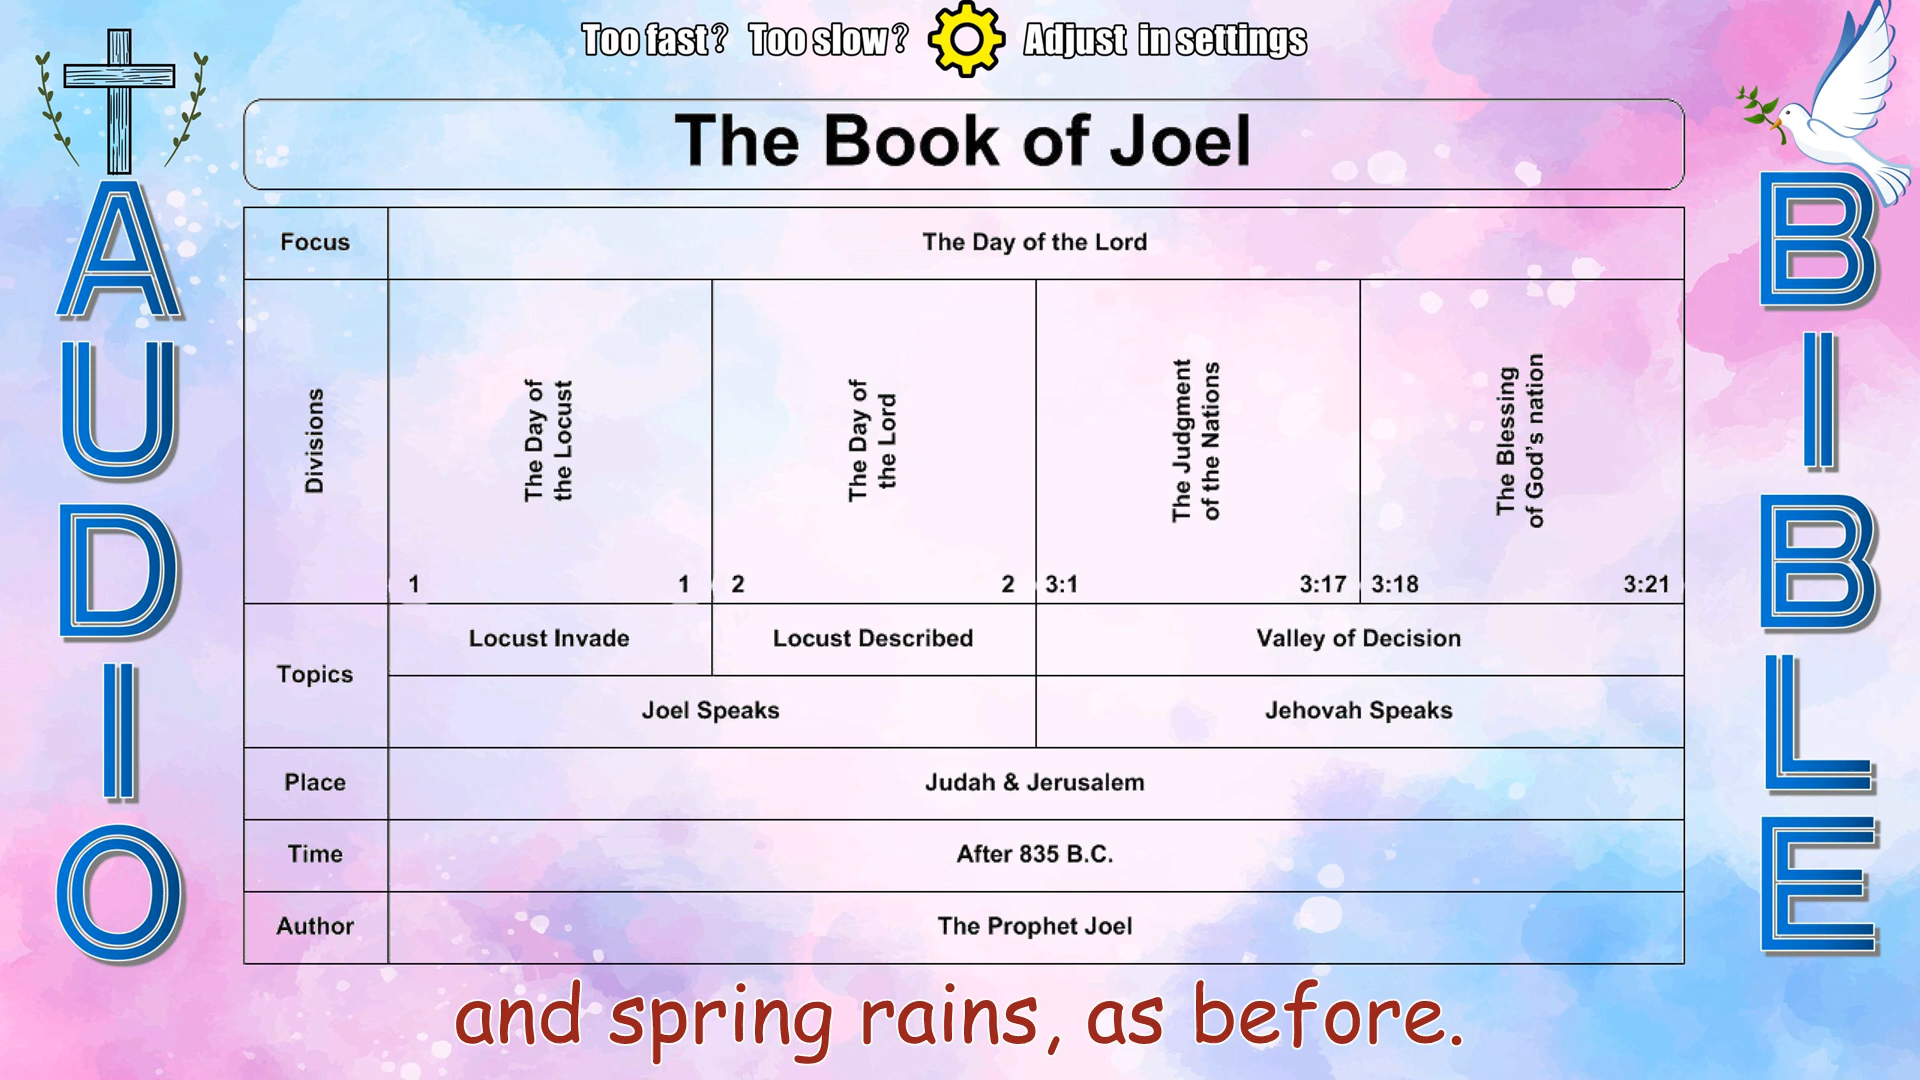 Too fast? Too slow? Adjust in settings
AUDIO
BIBLE
The Book of Joel
Focus
The Day of the Lord
Divisions
The Day of
the Locust
1 1
The Day of
the Lord
2 2
The Judgment
of the Nations
3:1 3:17
The Blessing
of God's nation
3:18 3:21
Topics
Locust Invade
Locust Described
Valley of Decision
Joel Speaks
Jehovah Speaks
Place
Judah & Jerusalem
Time
After 835 B.C.
Author
The Prophet Joel
and spring rains, as before.